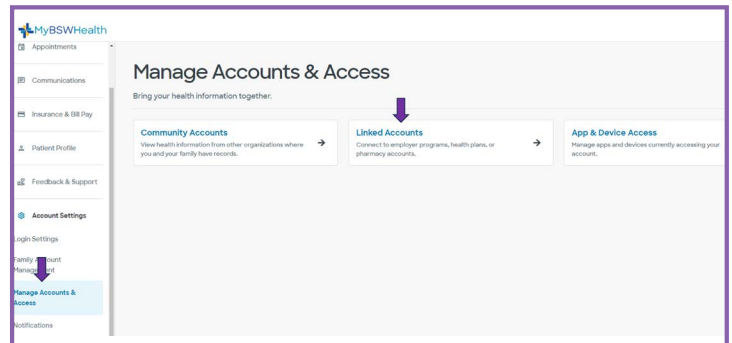 MyBSWHealth
Appointments
Communications
Insurance & Bill Pay
Patient Profile
Feedback & Support
Account Settings
Login Settings
Family Account
Management
Manage Accounts &
Access
Notifications
Manage Accounts & Access
Bring your health information together.
Community Accounts
View health information from other organizations where
you and your family have records.
Linked Accounts
Connect to employer programs, health plans, or
pharmacy accounts.
App & Device Access
Manage apps and devices currently accessing your
account.